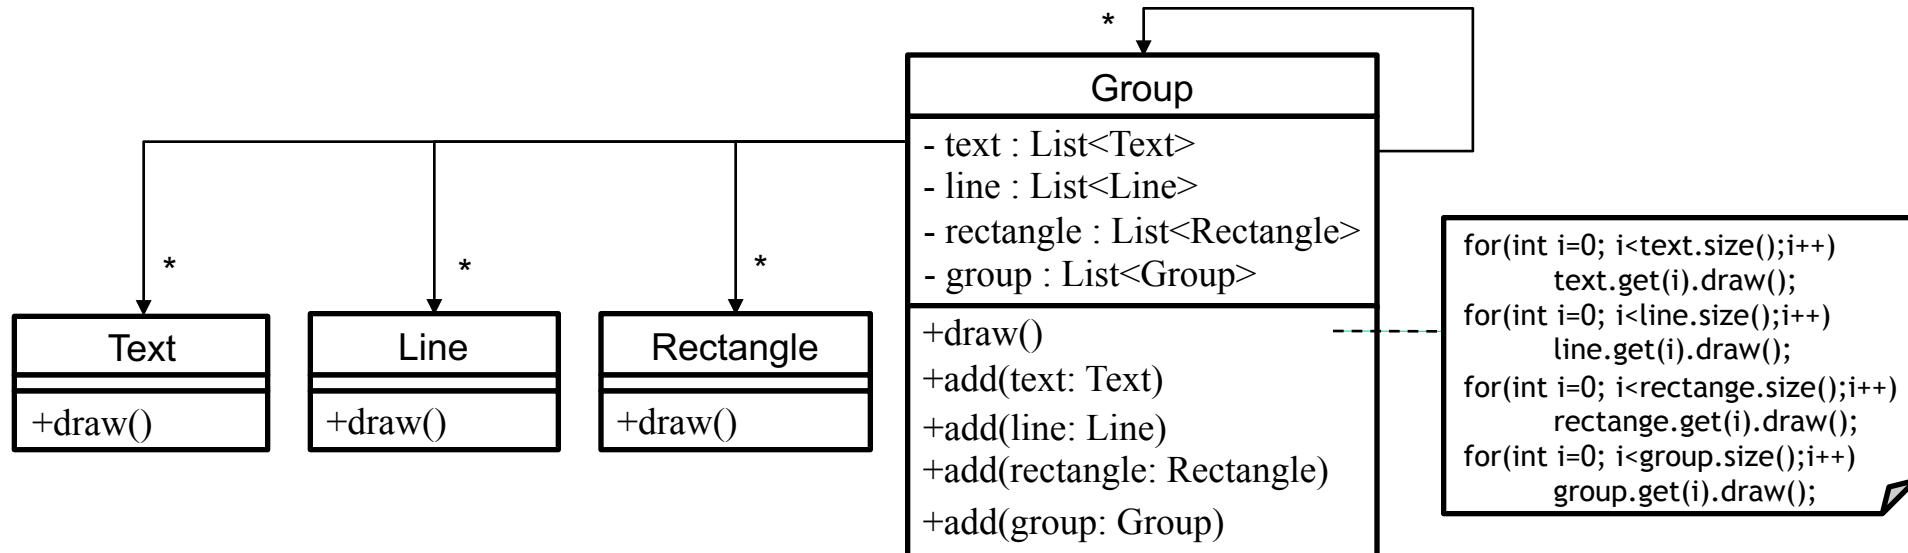 *
Group
- text : List<Text>
- line : List<Line>
- rectangle : List<Rectangle>
- group : List<Group>
+draw()
+add(text: Text)
+add(line: Line)
+add(rectangle: Rectangle)
+add(group: Group)
*
*
*
Text
+draw()
Line
+draw()
Rectangle
+draw()
for(int i=0; i<text.size();i++)
text.get(i).draw();
for(int i=0; i<line.size();i++)
line.get(i).draw();
for(int i=0; i<rectange.size();i++)
rectange.get(i).draw();
for(int i=0; i<group.size();i++)
group.get(i).draw();